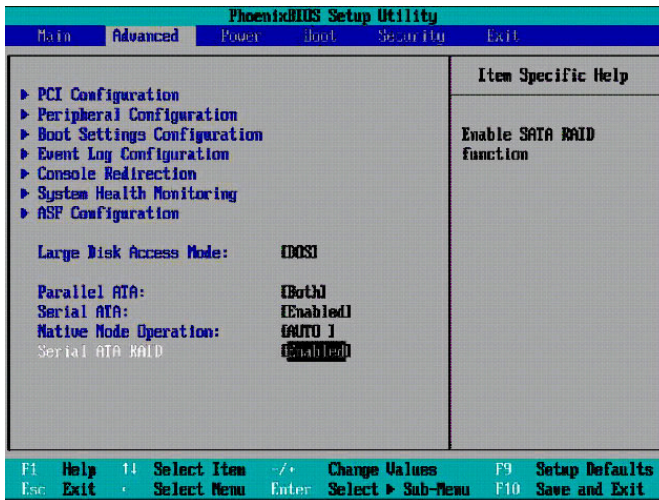 PhoenixBIOS Setup Utility
Main Advanced Power Boot Security Exit
Item Specific Help
▶ PCI Configuration
▶ Peripheral Configuration
▶ Boot Settings Configuration
▶ Event Log Configuration
▶ Console Redirection
▶ System Health Monitoring
▶ ASF Configuration
Large Disk Access Mode: [DOS]
Parallel ATA: [Both]
Serial ATA: [Enabled]
Native Mode Operation: [AUTO ]
Serial ATA RAID [Enabled]
Enable SATA RAID
function
F1 Help ↑↓ Select Item -/+ Change Values F9 Setup Defaults
Esc Exit Select Menu Enter Select ▶ Sub-Menu F10 Save and Exit